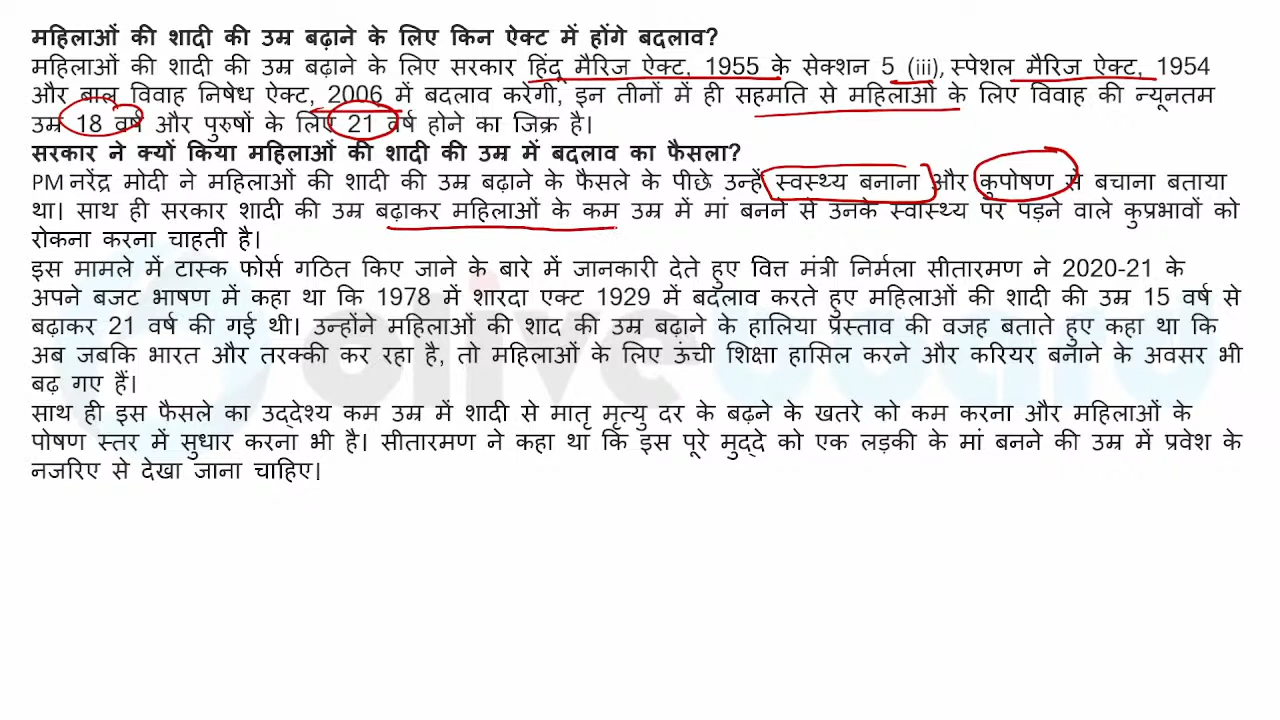 महिलाओं की शादी की उम्र बढ़ाने के लिए किन ऐक्ट में होंगे बदलाव?
महिलाओं की शादी की उम्र बढ़ाने के लिए सरकार हिंदू मैरिज ऐक्ट, 1955 के सेक्शन 5 (iii), स्पेशल मैरिज ऐक्ट, 1954
और बाल विवाह निषेध ऐक्ट, 2006 में बदलाव करेगी, इन तीनों में ही सहमति से महिलाओं के लिए विवाह की न्यूनतम
उम्र 18 वर्ष और पुरुषों के लिए 21 वर्ष होने का जिक्र है।
सरकार ने क्यों किया महिलाओं की शादी की उम्र में बदलाव का फैसला?
PM नरेंद्र मोदी ने महिलाओं की शादी की उम्र बढ़ाने के फैसले के पीछे उन्हें स्वस्थ्य बनाना और कुपोषण से बचाना बताया
था। साथ ही सरकार शादी की उम्र बढ़ाकर महिलाओं के कम उम्र में मां बनने से उनके स्वास्थ्य पर पड़ने वाले कुप्रभावों को
रोकना करना चाहती है।
इस मामले में टास्क फोर्स गठित किए जाने के बारे में जानकारी देते हुए वित्त मंत्री निर्मला सीतारमण ने 2020-21 के
अपने बजट भाषण में कहा था कि 1978 में शारदा एक्ट 1929 में बदलाव करते हुए महिलाओं की शादी की उम्र 15 वर्ष से
बढ़ाकर 21 वर्ष की गई थी। उन्होंने महिलाओं की शाद की उम्र बढ़ाने के हालिया प्रस्ताव की वजह बताते हुए कहा था कि
अब जबकि भारत और तरक्की कर रहा है, तो महिलाओं के लिए ऊंची शिक्षा हासिल करने और करियर बनाने के अवसर भी
बढ़ गए हैं।
साथ ही इस फैसले का उद्देश्य कम उम्र में शादी से मातृ मृत्यु दर के बढ़ने के खतरे को कम करना और महिलाओं के
पोषण स्तर में सुधार करना भी है। सीतारमण ने कहा था कि इस पूरे मुद्दे को एक लड़की के मां बनने की उम्र में प्रवेश के
नजरिए से देखा जाना चाहिए।
oliveboard